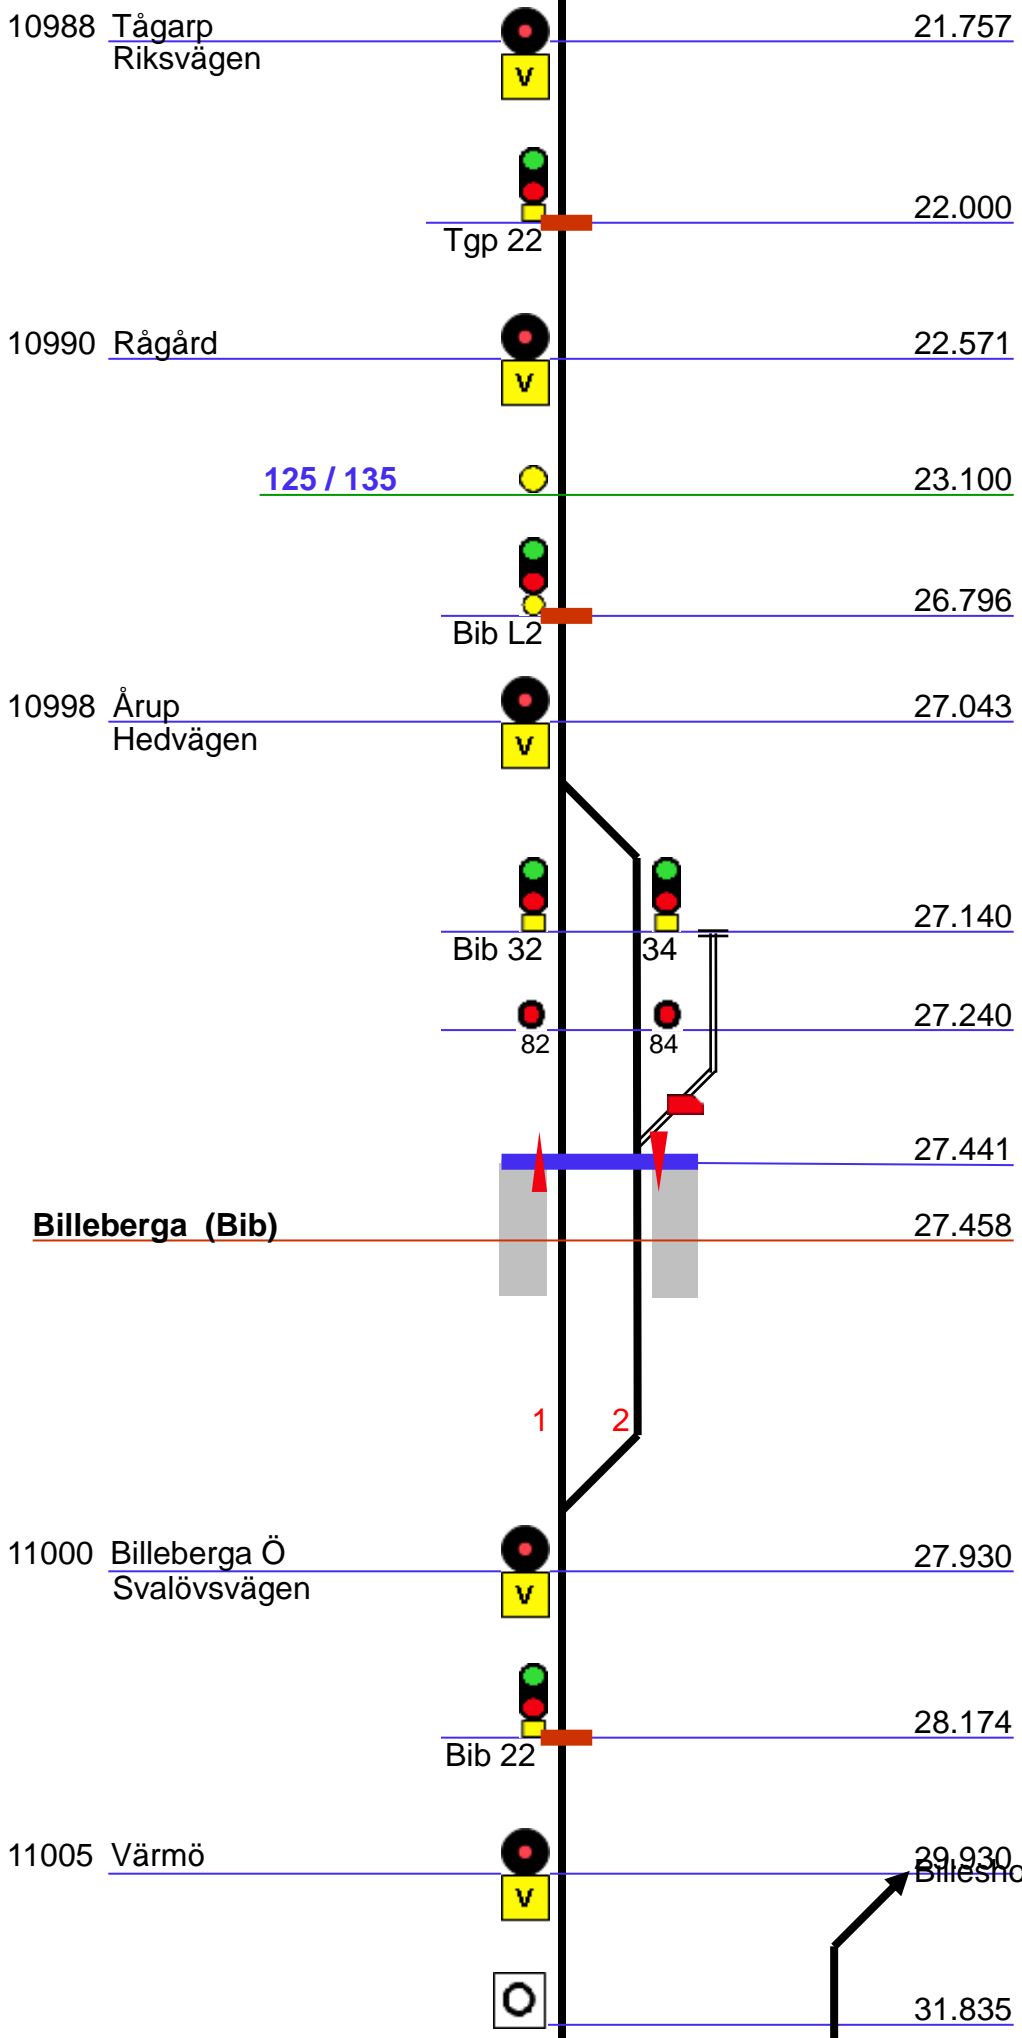 10988 Tågarp 21.757
Riksvägen
V
22.000
Tgp 22
10990 Rågård 22.571
V
125 / 135 23.100
26.796
Bib L2
10998 Årup 27.043
Hedvägen
V
27.140
Bib 32 34
27.240
82 84
27.441
Billeberga (Bib) 27.458
1 2
11000 Billeberga Ö 27.930
Svalövsvägen
V
28.174
Bib 22
11005 Värmö 29.930
Billesho
V
O
31.835